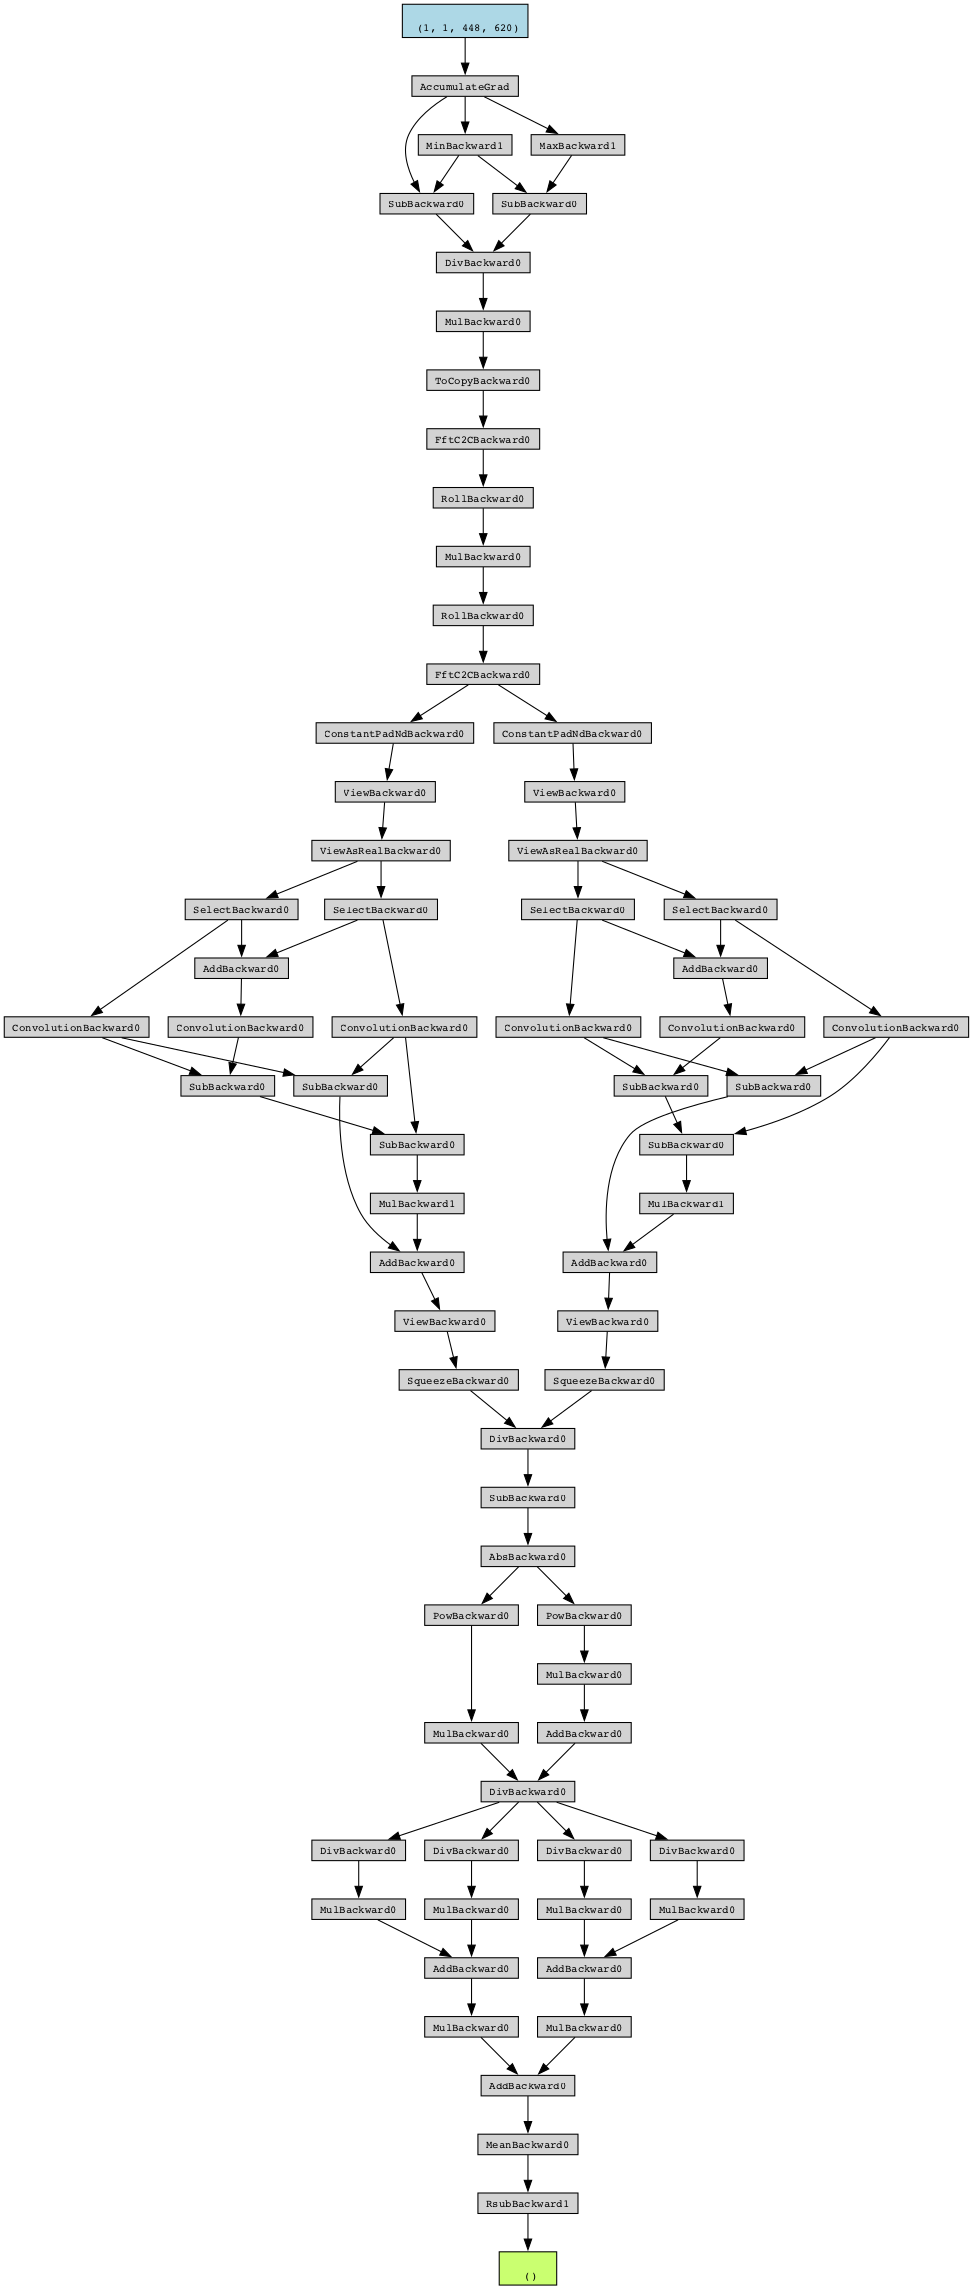 (1, 1, 448, 620)
AccumulateGrad
MinBackward1
MaxBackward1
SubBackward0
SubBackward0
DivBackward0
MulBackward0
ToCopyBackward0
FftC2CBackward0
RollBackward0
MulBackward0
RollBackward0
FftC2CBackward0
ConstantPadNdBackward0
ConstantPadNdBackward0
ViewBackward0
ViewBackward0
ViewAsRealBackward0
ViewAsRealBackward0
SelectBackward0
SelectBackward0
SelectBackward0
SelectBackward0
AddBackward0
AddBackward0
ConvolutionBackward0
ConvolutionBackward0
ConvolutionBackward0
ConvolutionBackward0
ConvolutionBackward0
ConvolutionBackward0
SubBackward0
SubBackward0
SubBackward0
SubBackward0
SubBackward0
SubBackward0
MulBackward1
MulBackward1
AddBackward0
AddBackward0
ViewBackward0
ViewBackward0
SqueezeBackward0
SqueezeBackward0
DivBackward0
SubBackward0
AbsBackward0
PowBackward0
PowBackward0
MulBackward0
MulBackward0
AddBackward0
DivBackward0
DivBackward0
DivBackward0
DivBackward0
DivBackward0
MulBackward0
MulBackward0
MulBackward0
MulBackward0
AddBackward0
AddBackward0
MulBackward0
MulBackward0
AddBackward0
MeanBackward0
RsubBackward1
()